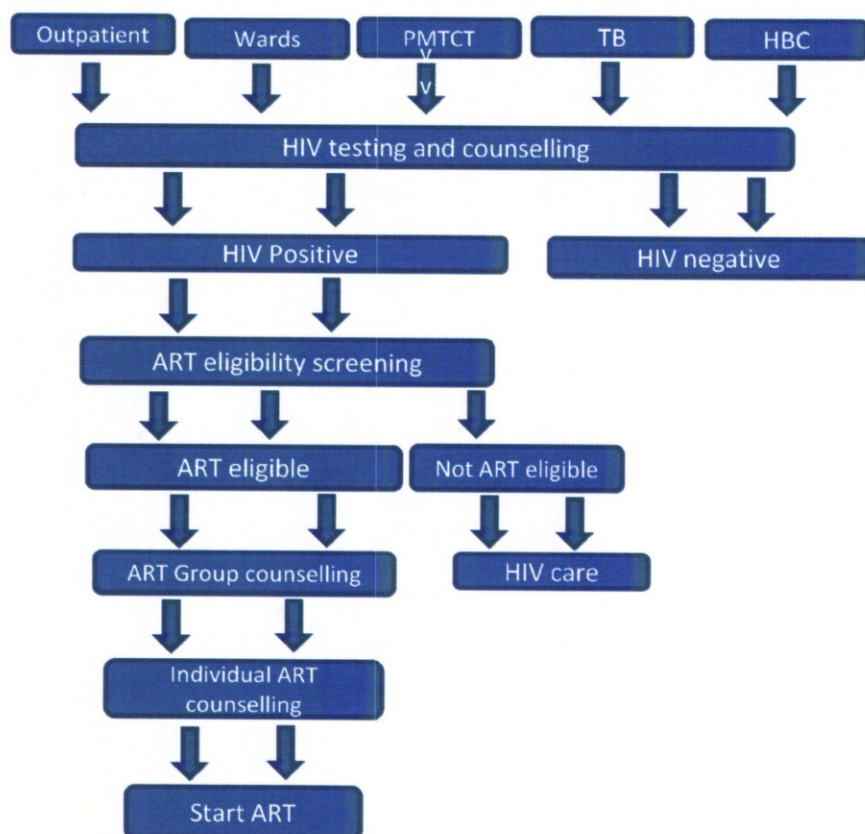 Outpatient
Wards
PMTCT
TB
HBC
v
v
HIV testing and counselling
HIV Positive
HIV negative
ART eligibility screening
ART eligible
Not ART eligible
ART Group counselling
HIV care
Individual ART
counselling
Start ART